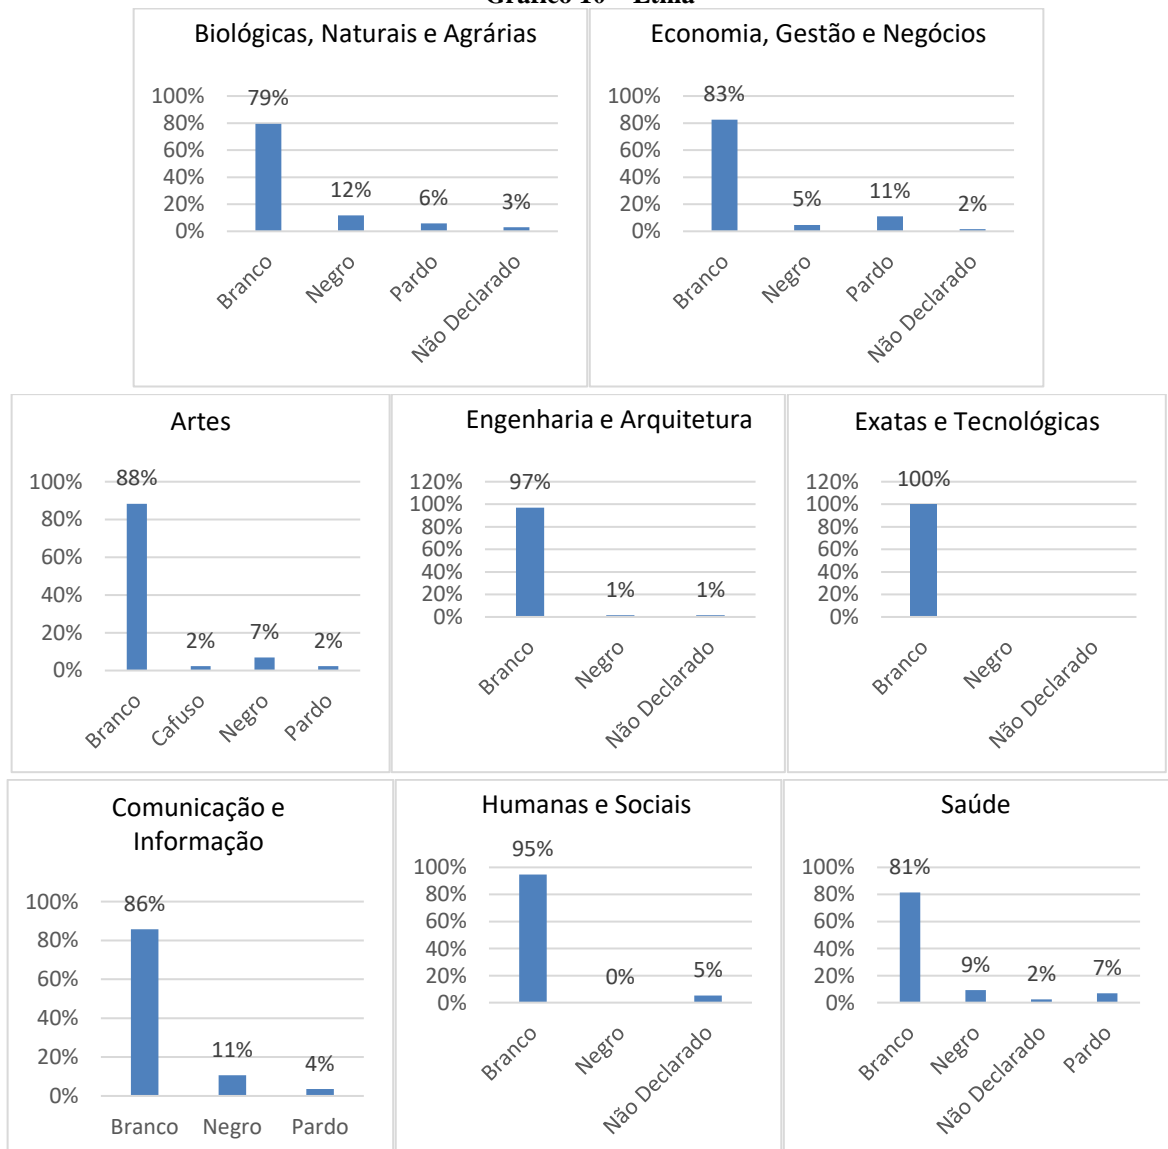 Gráfico 10 – Etnia
Biológicas, Naturais e Agrárias
100%
80%
60%
40%
20%
0%
79%
12%
6%
3%
Branco
Negro
Pardo
Não Declarado
Economia, Gestão e Negócios
100%
80%
60%
40%
20%
0%
83%
5%
11%
2%
Branco
Negro
Pardo
Não Declarado
Artes
100%
80%
60%
40%
20%
0%
88%
2%
7%
2%
Branco
Cafuso
Negro
Pardo
Engenharia e Arquitetura
120%
100%
80%
60%
40%
20%
0%
97%
1%
1%
Branco
Negro
Não Declarado
Exatas e Tecnológicas
120%
100%
80%
60%
40%
20%
0%
100%
Branco
Negro
Não Declarado
Comunicação e
Informação
100%
80%
60%
40%
20%
0%
86%
11%
4%
Branco
Negro
Pardo
Humanas e Sociais
100%
80%
60%
40%
20%
0%
95%
0%
5%
Branco
Negro
Não Declarado
Saúde
100%
80%
60%
40%
20%
0%
81%
9%
2%
7%
Branco
Negro
Não Declarado
Pardo